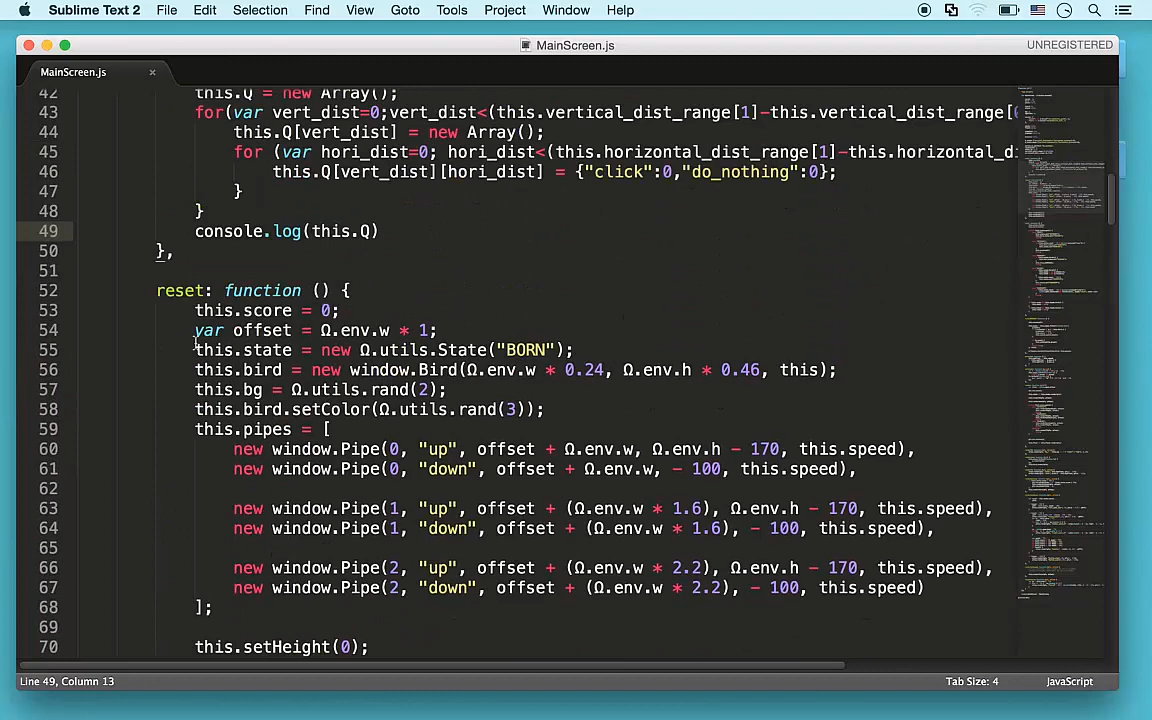 Sublime Text 2 File Edit Selection Find View Goto Tools Project Window Help
MainScreen.js UNREGISTERED
MainScreen.js ×
42 this.Q = new Array();
43 for(var vert_dist=0;vert_dist<(this.vertical_dist_range[1]-this.vertical_dist_range[
44 this.Q[vert_dist] = new Array();
45 for (var hori_dist=0; hori_dist<(this.horizontal_dist_range[1]-this.horizontal_di
46 this.Q[vert_dist][hori_dist] = {"click":0,"do_nothing":0};
47 }
48 }
49 console.log(this.Q)
50 },
51
52 reset: function () {
53 this.score = 0;
54 var offset = Ω.env.w * 1;
55 this.state = new Ω.utils.State("BORN");
56 this.bird = new window.Bird(Ω.env.w * 0.24, Ω.env.h * 0.46, this);
57 this.bg = Ω.utils.rand(2);
58 this.bird.setColor(Ω.utils.rand(3));
59 this.pipes = [
60 new window.Pipe(0, "up", offset + Ω.env.w, Ω.env.h - 170, this.speed),
61 new window.Pipe(0, "down", offset + Ω.env.w, - 100, this.speed),
62
63 new window.Pipe(1, "up", offset + (Ω.env.w * 1.6), Ω.env.h - 170, this.speed),
64 new window.Pipe(1, "down", offset + (Ω.env.w * 1.6), - 100, this.speed),
65
66 new window.Pipe(2, "up", offset + (Ω.env.w * 2.2), Ω.env.h - 170, this.speed),
67 new window.Pipe(2, "down", offset + (Ω.env.w * 2.2), - 100, this.speed)
68 ];
69
70 this.setHeight(0);
Line 49, Column 13 Tab Size: 4 JavaScript